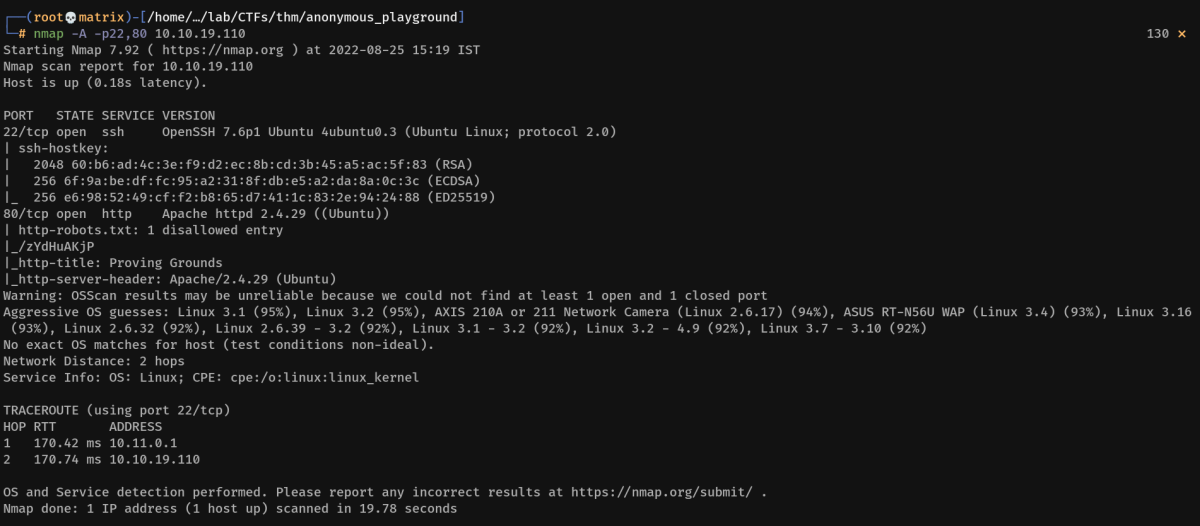 ┌──(root💀matrix)-[/home/…/lab/CTFs/thm/anonymous_playground]
└─# nmap -A -p22,80 10.10.19.110 130 ⨯
Starting Nmap 7.92 ( https://nmap.org ) at 2022-08-25 15:19 IST
Nmap scan report for 10.10.19.110
Host is up (0.18s latency).
PORT   STATE SERVICE VERSION
22/tcp open  ssh     OpenSSH 7.6p1 Ubuntu 4ubuntu0.3 (Ubuntu Linux; protocol 2.0)
| ssh-hostkey:
|   2048 60:b6:ad:4c:3e:f9:d2:ec:8b:cd:3b:45:a5:ac:5f:83 (RSA)
|   256 6f:9a:be:df:fc:95:a2:31:8f:db:e5:a2:da:8a:0c:3c (ECDSA)
|_  256 e6:98:52:49:cf:f2:b8:65:d7:41:1c:83:2e:94:24:88 (ED25519)
80/tcp open  http    Apache httpd 2.4.29 ((Ubuntu))
| http-robots.txt: 1 disallowed entry
|_/zYdHuAKjP
|_http-title: Proving Grounds
|_http-server-header: Apache/2.4.29 (Ubuntu)
Warning: OSScan results may be unreliable because we could not find at least 1 open and 1 closed port
Aggressive OS guesses: Linux 3.1 (95%), Linux 3.2 (95%), AXIS 210A or 211 Network Camera (Linux 2.6.17) (94%), ASUS RT-N56U WAP (Linux 3.4) (93%), Linux 3.16
(93%), Linux 2.6.32 (92%), Linux 2.6.39 - 3.2 (92%), Linux 3.1 - 3.2 (92%), Linux 3.2 - 4.9 (92%), Linux 3.7 - 3.10 (92%)
No exact OS matches for host (test conditions non-ideal).
Network Distance: 2 hops
Service Info: OS: Linux; CPE: cpe:/o:linux:linux_kernel
TRACEROUTE (using port 22/tcp)
HOP RTT       ADDRESS
1   170.42 ms 10.11.0.1
2   170.74 ms 10.10.19.110
OS and Service detection performed. Please report any incorrect results at https://nmap.org/submit/ .
Nmap done: 1 IP address (1 host up) scanned in 19.78 seconds